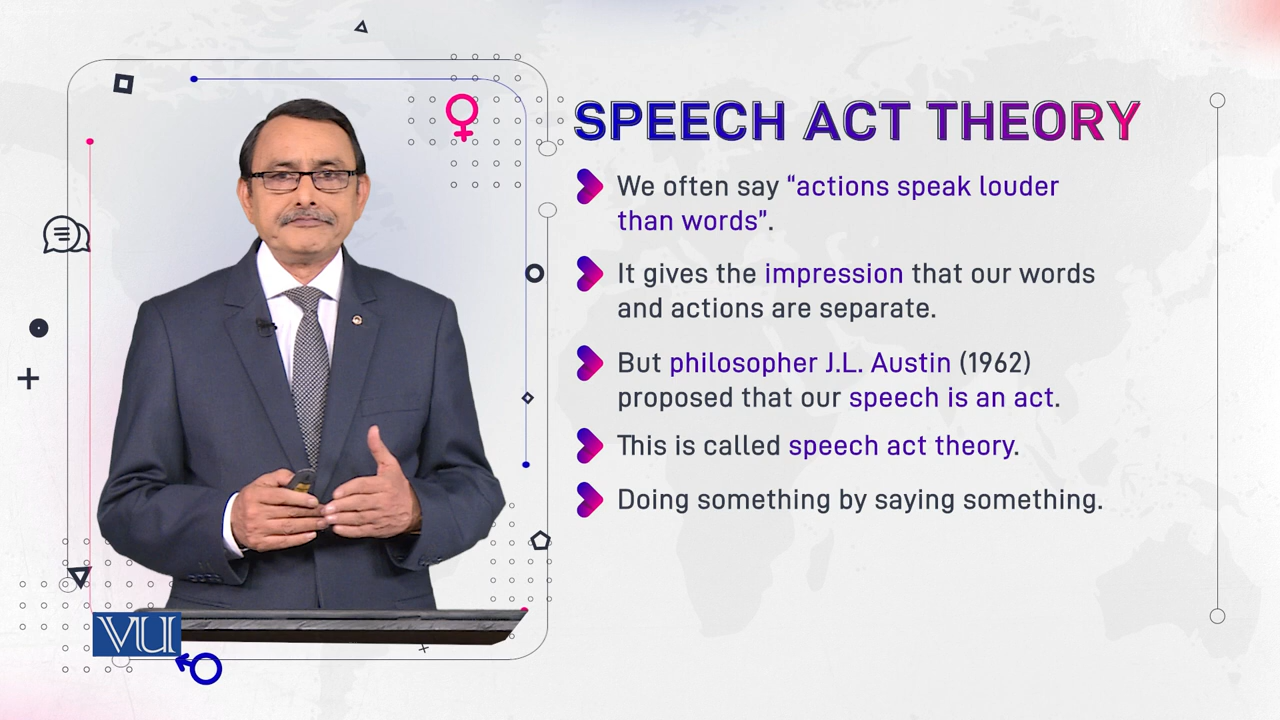 SPEECH ACT THEORY
We often say “actions speak louder
than words”.
It gives the impression that our words
and actions are separate.
But philosopher J.L. Austin (1962)
proposed that our speech is an act.
This is called speech act theory.
Doing something by saying something.
VU